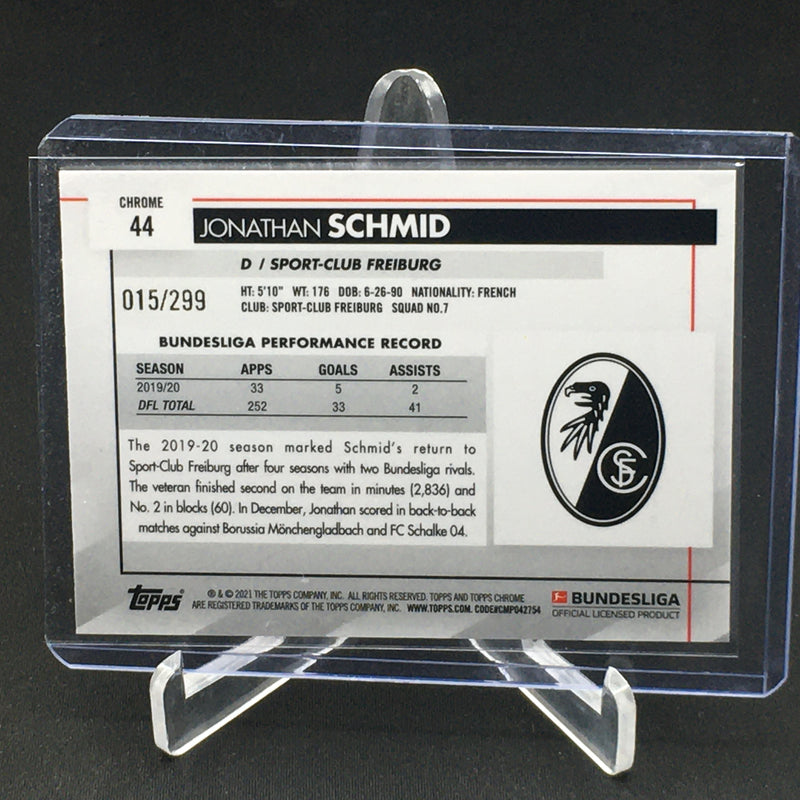 CHROME
44
JONATHAN SCHMID
D / SPORT-CLUB FREIBURG
015/299
HT: 5'10" WT: 176 DOB: 6-26-90 NATIONALITY: FRENCH
CLUB: SPORT-CLUB FREIBURG SQUAD NO.7
BUNDESLIGA PERFORMANCE RECORD
SEASON APPS GOALS ASSISTS
2019/20 33 5 2
DFL TOTAL 252 33 41
The 2019-20 season marked Schmid's return to
Sport-Club Freiburg after four seasons with two Bundesliga rivals.
The veteran finished second on the team in minutes (2,836) and
No. 2 in blocks (60). In December, Jonathan scored in back-to-back
matches against Borussia Mönchengladbach and FC Schalke 04.
SC
F
Topps
® & © 2021 THE TOPPS COMPANY, INC. ALL RIGHTS RESERVED. TOPPS AND TOPPS CHROME
ARE REGISTERED TRADEMARKS OF THE TOPPS COMPANY, INC. WWW.TOPPS.COM. CODE#CMP042754
BUNDESLIGA
OFFICIAL LICENSED PRODUCT